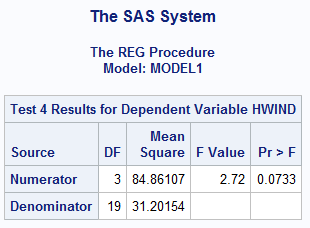 The SAS System
The REG Procedure
Model: MODEL1
Test 4 Results for Dependent Variable HWIND
Source DF Mean Square F Value Pr > F
Numerator 3 84.86107 2.72 0.0733
Denominator 19 31.20154